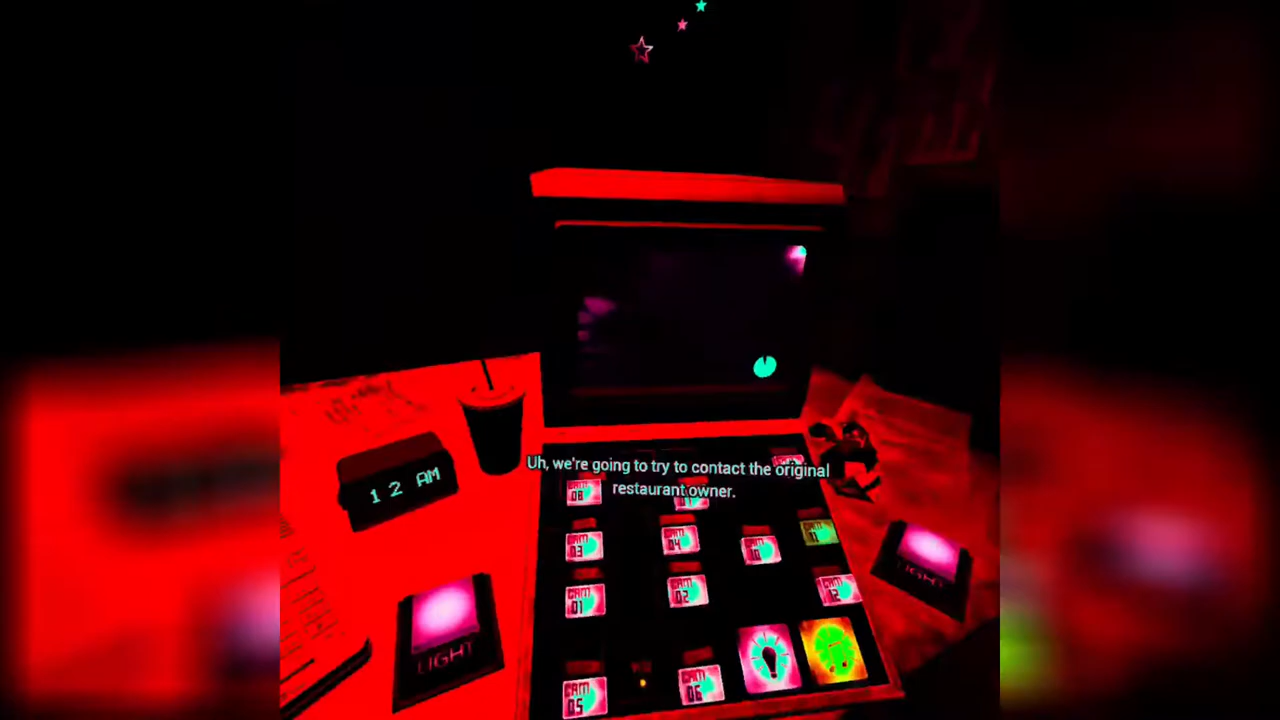 Uh, we're going to try to contact the original
restaurant owner.
12 AM
CAM
08
CAM
03
CAM
04
CAM
10
CAM
11
CAM
01
CAM
02
CAM
12
LIGHT
LIGHT
CAM
05
CAM
06